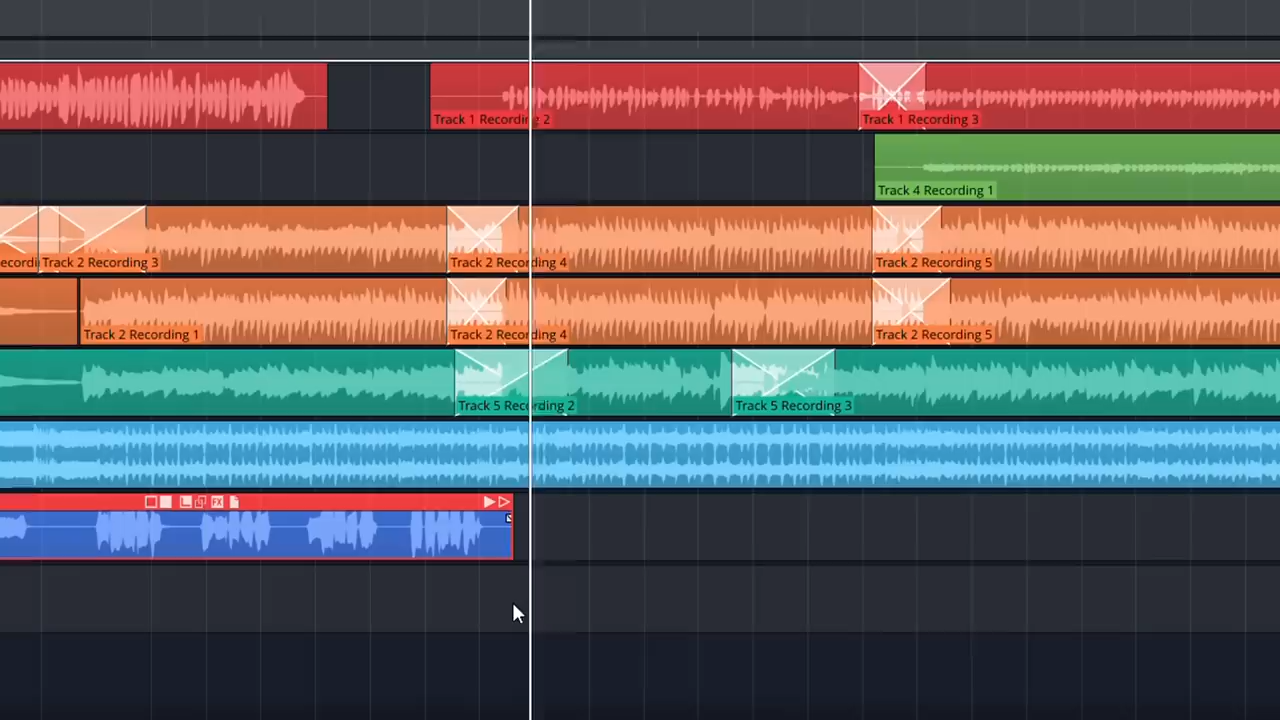 Track 1 Recording 2
Track 1 Recording 3
Track 4 Recording 1
ecordi
Track 2 Recording 3
Track 2 Recording 4
Track 2 Recording 5
Track 2 Recording 1
Track 2 Recording 4
Track 2 Recording 5
Track 5 Recording 2
Track 5 Recording 3
FX